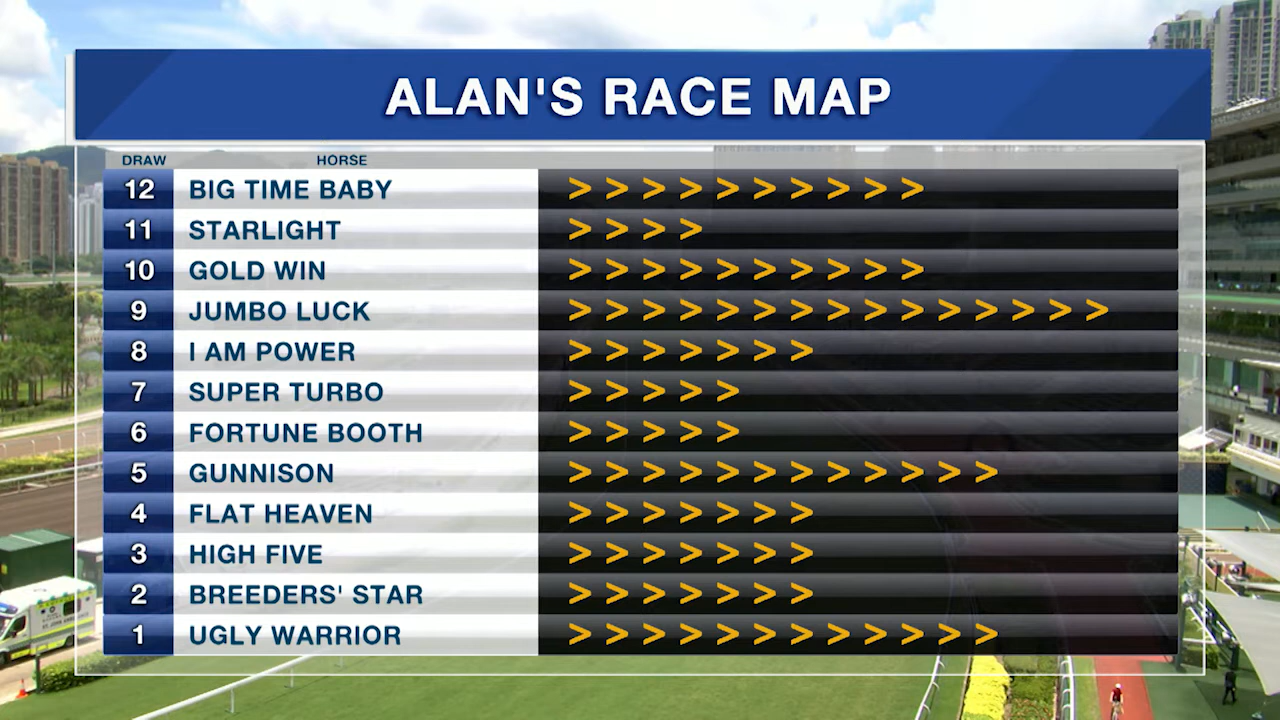 ALAN'S RACE MAP
DRAW HORSE
12 BIG TIME BABY > > > > > > > > > >
11 STARLIGHT > > > >
10 GOLD WIN > > > > > > > > > >
9 JUMBO LUCK > > > > > > > > > > > > > > >
8 I AM POWER > > > > > > >
7 SUPER TURBO > > > > >
6 FORTUNE BOOTH > > > > >
5 GUNNISON > > > > > > > > > > > >
4 FLAT HEAVEN > > > > > > >
3 HIGH FIVE > > > > > > >
2 BREEDERS' STAR > > > > > > >
1 UGLY WARRIOR > > > > > > > > > > > >